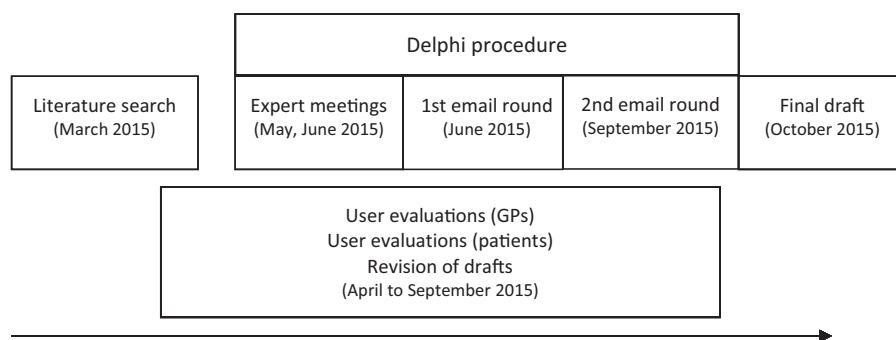 Delphi procedure
Literature search
(March 2015)
Expert meetings
(May, June 2015)
1st email round
(June 2015)
2nd email round
(September 2015)
Final draft
(October 2015)
User evaluations (GPs)
User evaluations (patients)
Revision of drafts
(April to September 2015)